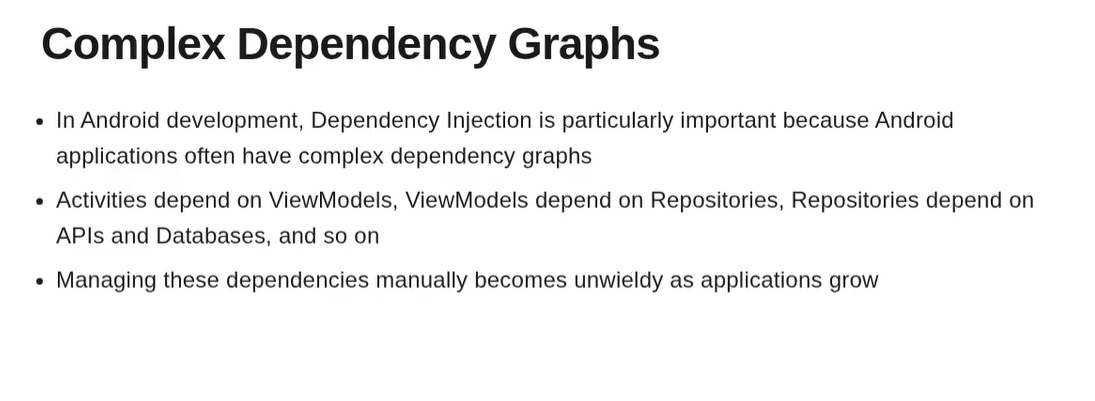 Complex Dependency Graphs
• In Android development, Dependency Injection is particularly important because Android
applications often have complex dependency graphs
• Activities depend on ViewModels, ViewModels depend on Repositories, Repositories depend on
APIs and Databases, and so on
• Managing these dependencies manually becomes unwieldy as applications grow